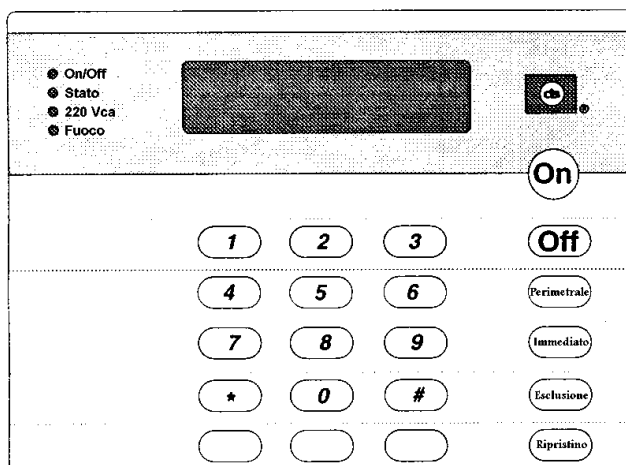 On/Off
Stato
220 Vca
Fuoco
On
1 2 3 Off
4 5 6 Perimetrale
7 8 9 Immediato
* 0 # Esclusione
Ripristino